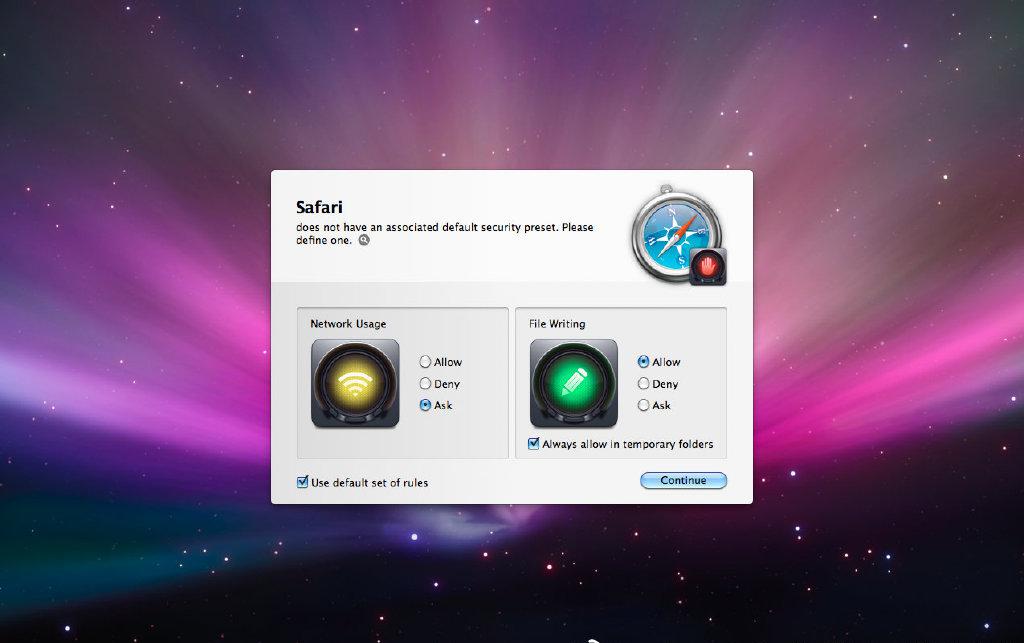 Safari
does not have an associated default security preset. Please
define one.
Network Usage
Allow
Deny
Ask
File Writing
Allow
Deny
Ask
Always allow in temporary folders
Use default set of rules
Continue